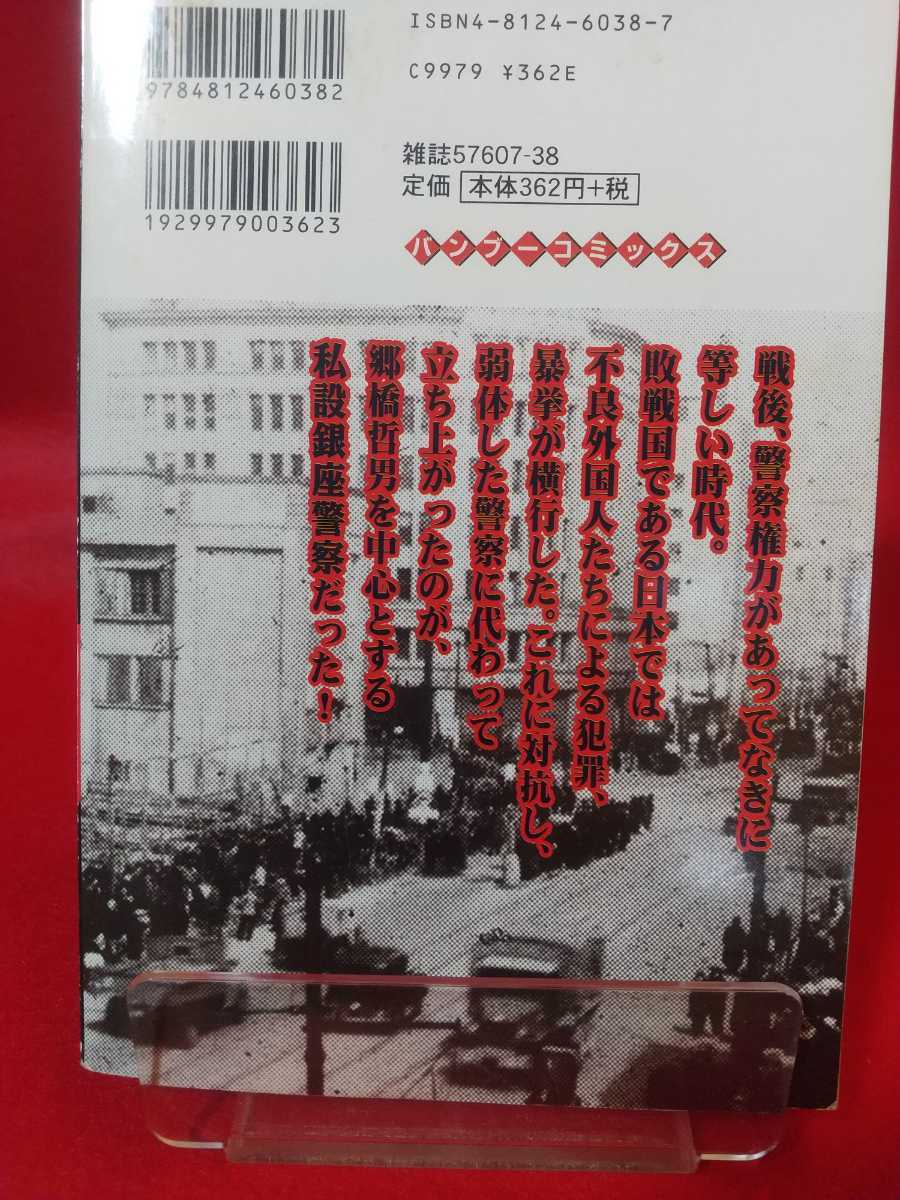 ISBN4-8124-6038-7
C9979 ¥362E
9784812460382
雑誌57607-38
定価 本体362円+税
1929979003623
バンブーコミックス
戦後、警察権力があってなきに
等しい時代。
敗戦国である日本では
不良外国人たちによる犯罪、
暴挙が横行した。これに対抗し、
弱体した警察に代わって
立ち上がったのが、
郷橋哲男を中心とする
私設銀座警察だった！